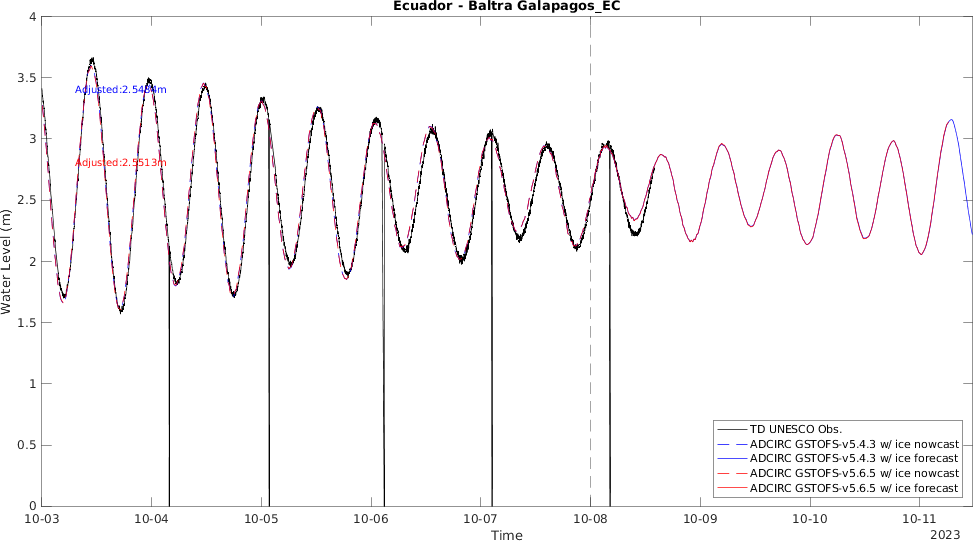 Ecuador - Baltra Galapagos_EC
4
3.5
3
2.5
2
1.5
1
0.5
0
Water Level (m)
Adjusted:2.5484m
Adjusted:2.5513m
TD UNESCO Obs.
ADCIRC GSTOFS-v5.4.3 w/ ice nowcast
ADCIRC GSTOFS-v5.4.3 w/ ice forecast
ADCIRC GSTOFS-v5.6.5 w/ ice nowcast
ADCIRC GSTOFS-v5.6.5 w/ ice forecast
10-03 10-04 10-05 10-06 10-07 10-08 10-09 10-10 10-11
Time
2023